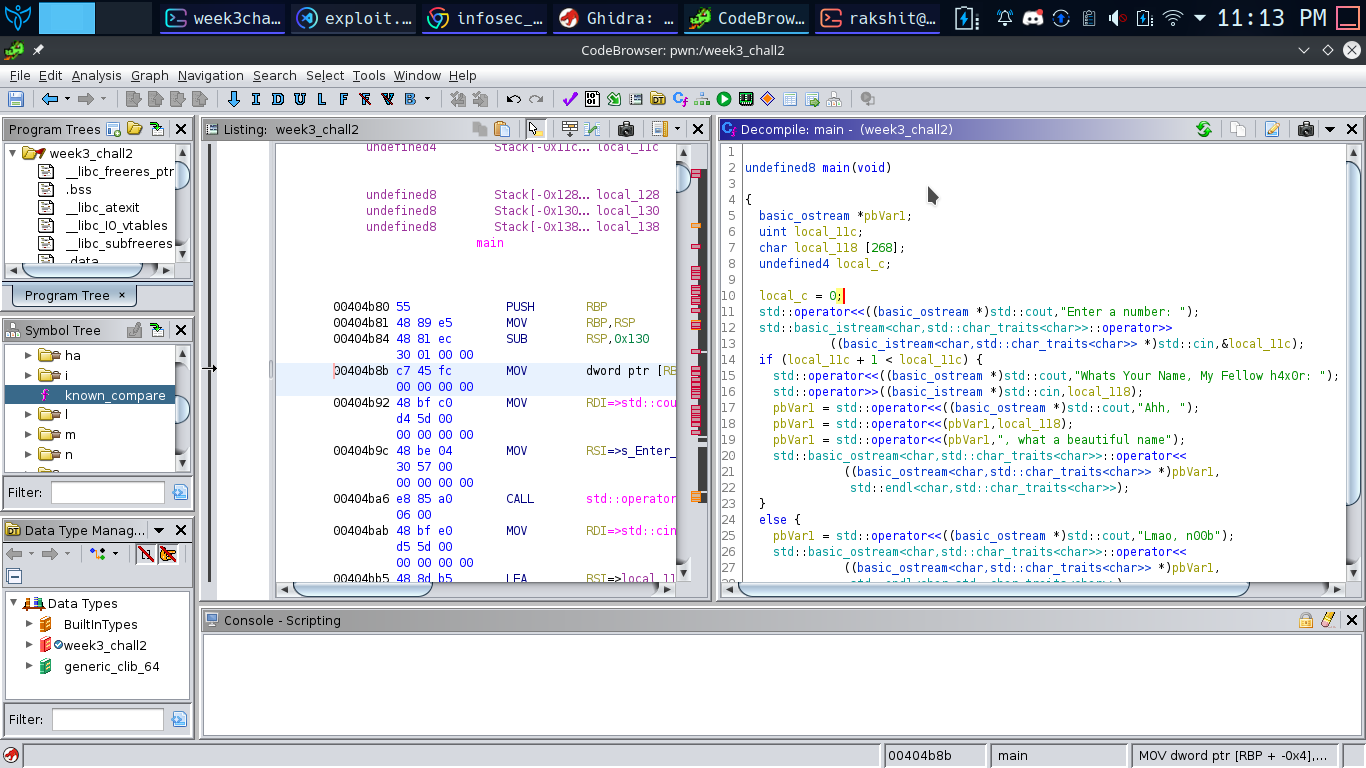 week3cha...
exploit....
infosec_...
Ghidra: ...
CodeBrow...
rakshit@...
11:13 PM
CodeBrowser: pwn:/week3_chall2
File Edit Analysis Graph Navigation Search Select Tools Window Help
I D U L F V B
Program Trees
week3_chall2
__libc_freeres_ptr
.bss
__libc_atexit
__libc_IO_vtables
__libc_subfreeres
.data
Program Tree ×
Symbol Tree
ha
i
known_compare
l
m
n
Filter:
Data Type Manag...
Data Types
BuiltInTypes
week3_chall2
generic_clib_64
Filter:
Listing: week3_chall2
undefined4 Stack[-0x11c... local_11c
undefined8 Stack[-0x128... local_128
undefined8 Stack[-0x130... local_130
undefined8 Stack[-0x138... local_138
main
00404b80 55 PUSH RBP
00404b81 48 89 e5 MOV RBP,RSP
00404b84 48 81 ec SUB RSP,0x130
30 01 00 00
00404b8b c7 45 fc MOV dword ptr [RB
00 00 00 00
00404b92 48 bf c0 MOV RDI=>std::cou
d4 5d 00
00 00 00 00
00404b9c 48 be 04 MOV RSI=>s_Enter_
30 57 00
00 00 00 00
00404ba6 e8 85 a0 CALL std::operator
06 00
00404bab 48 bf e0 MOV RDI=>std::cin
d5 5d 00
00 00 00 00
00404bb5 48 8d b5 LEA RSI=>local_11
Decompile: main - (week3_chall2)
1
2 undefined8 main(void)
3
4 {
5 basic_ostream *pbVar1;
6 uint local_11c;
7 char local_118 [268];
8 undefined4 local_c;
9
10 local_c = 0;
11 std::operator<<((basic_ostream *)std::cout,"Enter a number: ");
12 std::basic_istream<char,std::char_traits<char>>::operator>>
13 ((basic_istream<char,std::char_traits<char>> *)std::cin,&local_11c);
14 if (local_11c + 1 < local_11c) {
15 std::operator<<((basic_ostream *)std::cout,"Whats Your Name, My Fellow h4x0r: ");
16 std::operator>>((basic_istream *)std::cin,local_118);
17 pbVar1 = std::operator<<((basic_ostream *)std::cout,"Ahh, ");
18 pbVar1 = std::operator<<(pbVar1,local_118);
19 pbVar1 = std::operator<<(pbVar1,", what a beautiful name");
20 std::basic_ostream<char,std::char_traits<char>>::operator<<
21 ((basic_ostream<char,std::char_traits<char>> *)pbVar1,
22 std::endl<char,std::char_traits<char>>);
23 }
24 else {
25 pbVar1 = std::operator<<((basic_ostream *)std::cout,"Lmao, n00b");
26 std::basic_ostream<char,std::char_traits<char>>::operator<<
27 ((basic_ostream<char,std::char_traits<char>> *)pbVar1,
Console - Scripting
00404b8b
main
MOV dword ptr [RBP + -0x4],...